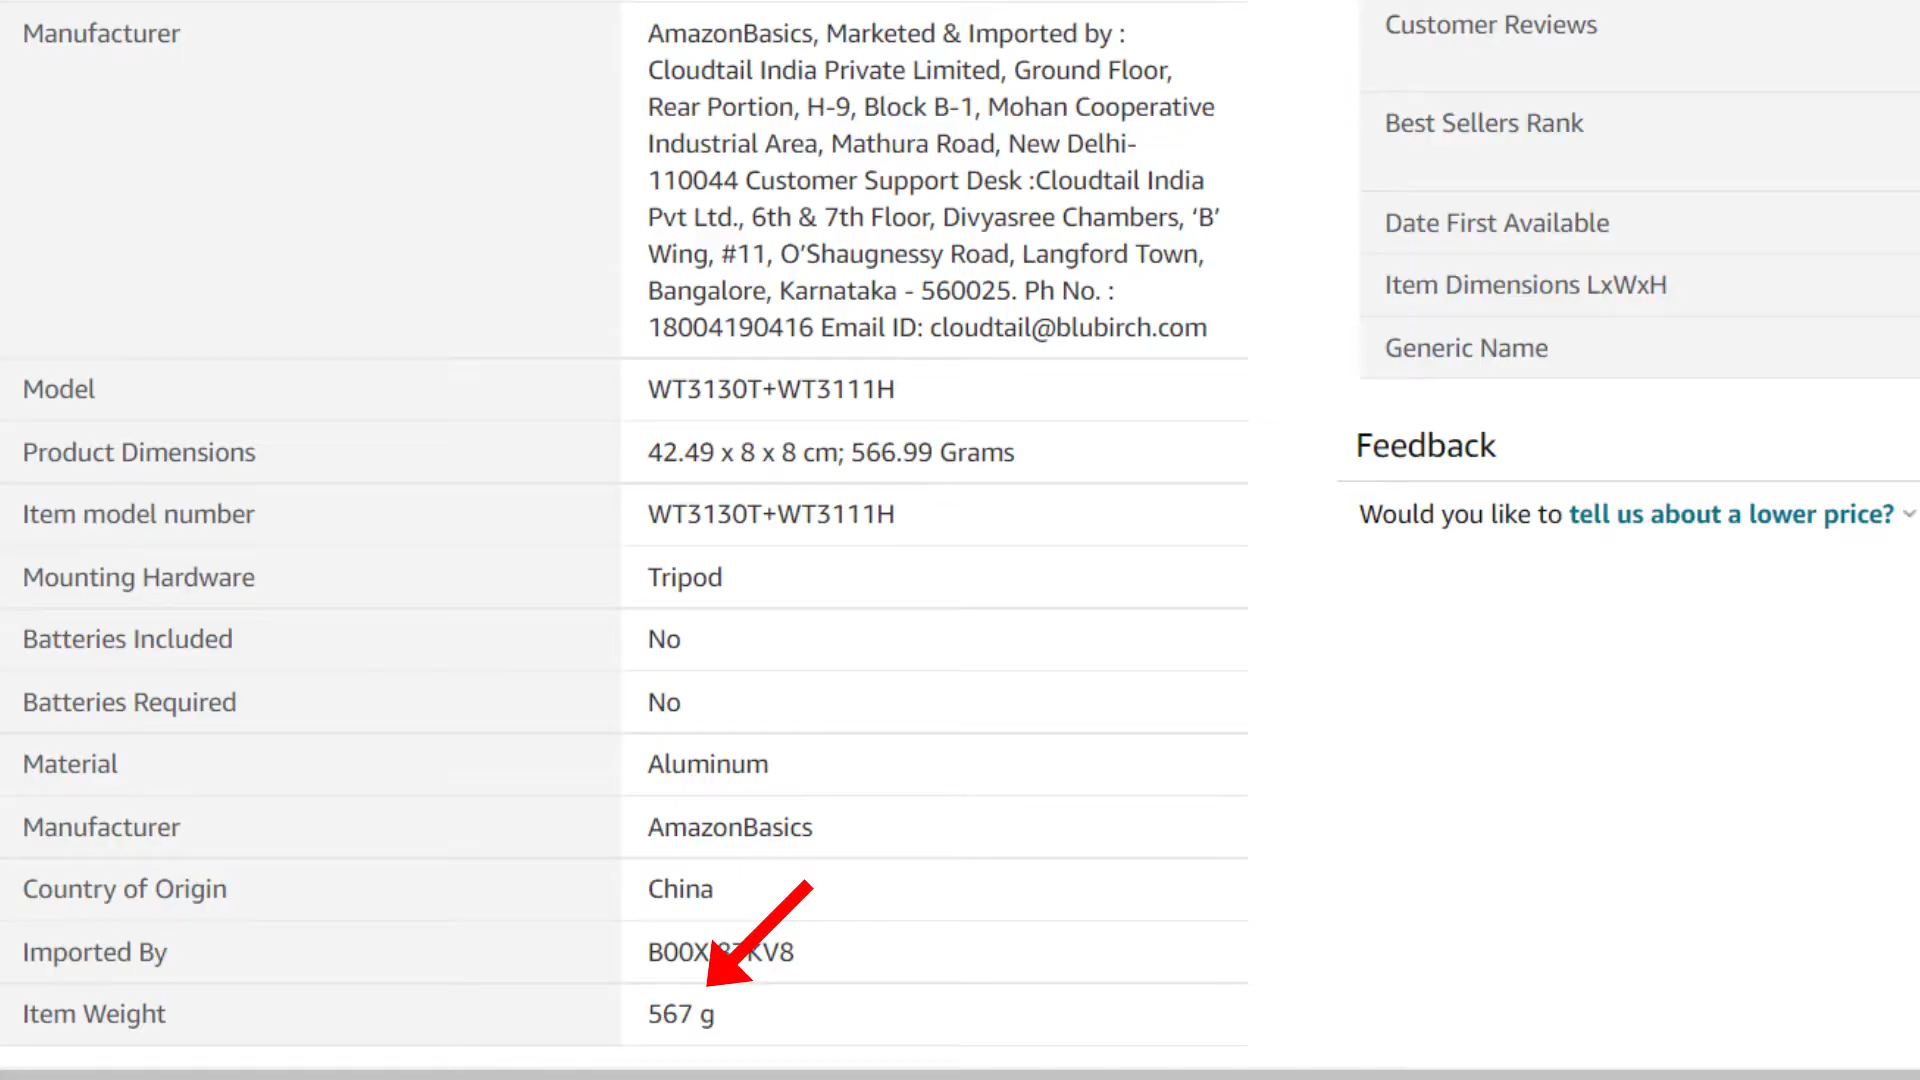 Manufacturer
AmazonBasics, Marketed & Imported by :
Cloudtail India Private Limited, Ground Floor,
Rear Portion, H-9, Block B-1, Mohan Cooperative
Industrial Area, Mathura Road, New Delhi-
110044 Customer Support Desk :Cloudtail India
Pvt Ltd., 6th & 7th Floor, Divyasree Chambers, ‘B’
Wing, #11, O’Shaugnessy Road, Langford Town,
Bangalore, Karnataka - 560025. Ph No. :
18004190416 Email ID: cloudtail@blubirch.com
Model WT3130T+WT3111H
Product Dimensions 42.49 x 8 x 8 cm; 566.99 Grams
Item model number WT3130T+WT3111H
Mounting Hardware Tripod
Batteries Included No
Batteries Required No
Material Aluminum
Manufacturer AmazonBasics
Country of Origin China
Imported By
Item Weight 567 g
Customer Reviews
Best Sellers Rank
Date First Available
Item Dimensions LxWxH
Generic Name
Feedback
Would you like to tell us about a lower price?